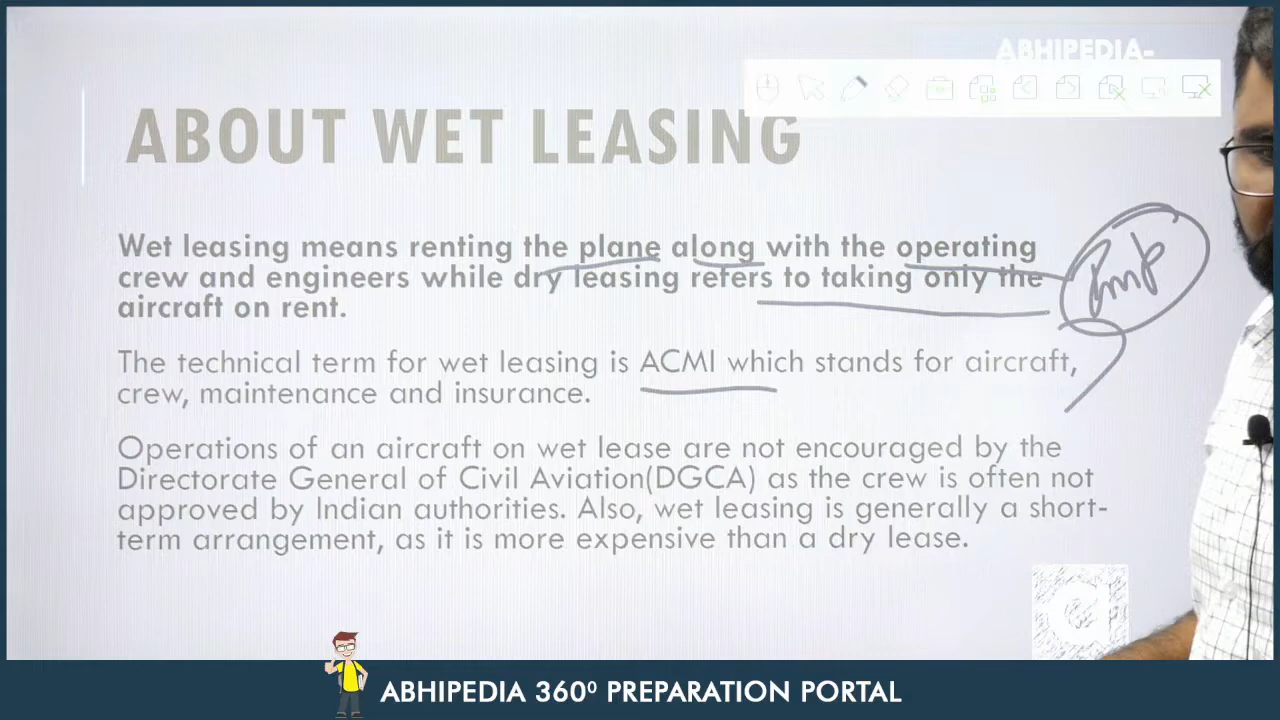 ABHIPEDIA-
ABOUT WET LEASING
Wet leasing means renting the plane along with the operating
crew and engineers while dry leasing refers to taking only the
aircraft on rent.
Imp
The technical term for wet leasing is ACMI which stands for aircraft,
crew, maintenance and insurance.
Operations of an aircraft on wet lease are not encouraged by the
Directorate General of Civil Aviation(DGCA) as the crew is often not
approved by Indian authorities. Also, wet leasing is generally a short-
term arrangement, as it is more expensive than a dry lease.
ABHIPEDIA 360⁰ PREPARATION PORTAL